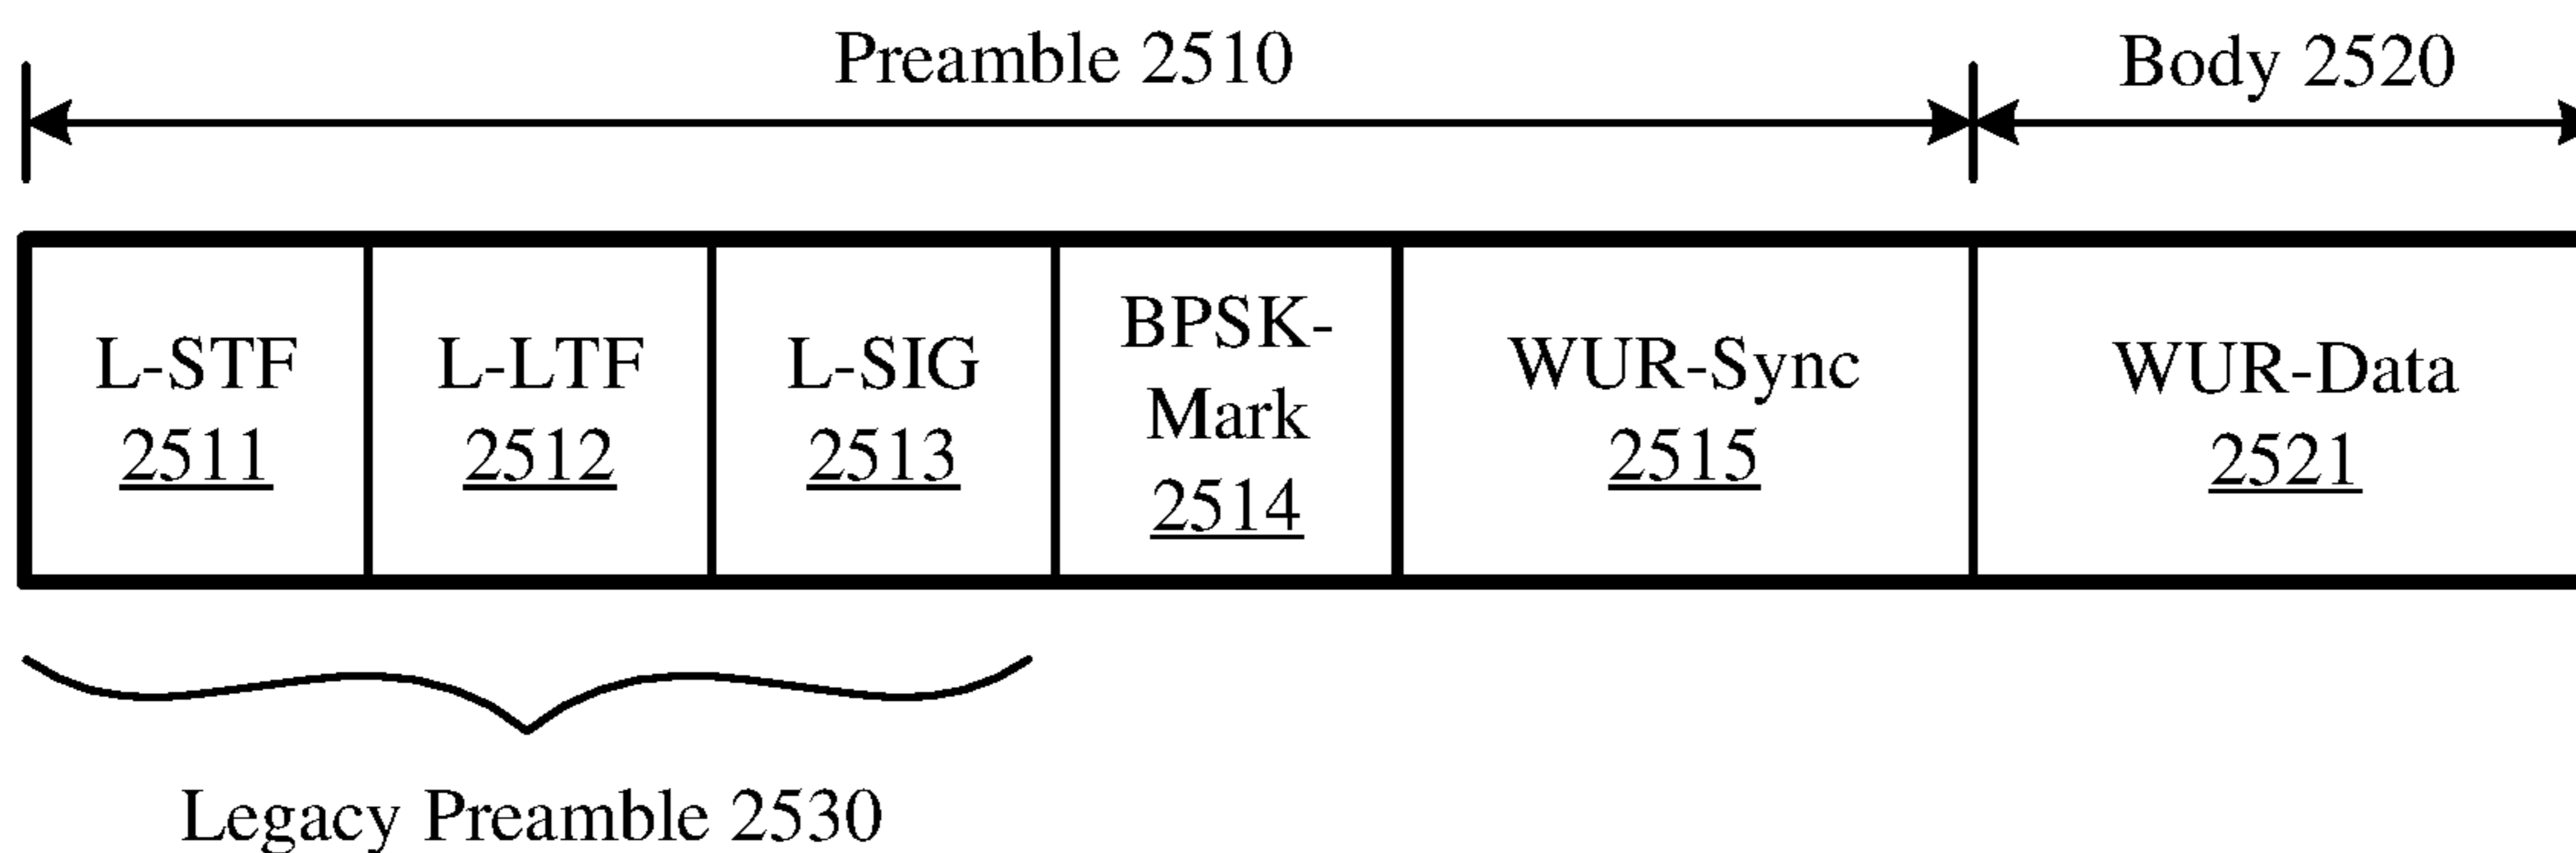 Preamble 2510
Body 2520
L-STF
2511
L-LTF
2512
L-SIG
2513
BPSK-
Mark
2514
WUR-Sync
2515
WUR-Data
2521
Legacy Preamble 2530